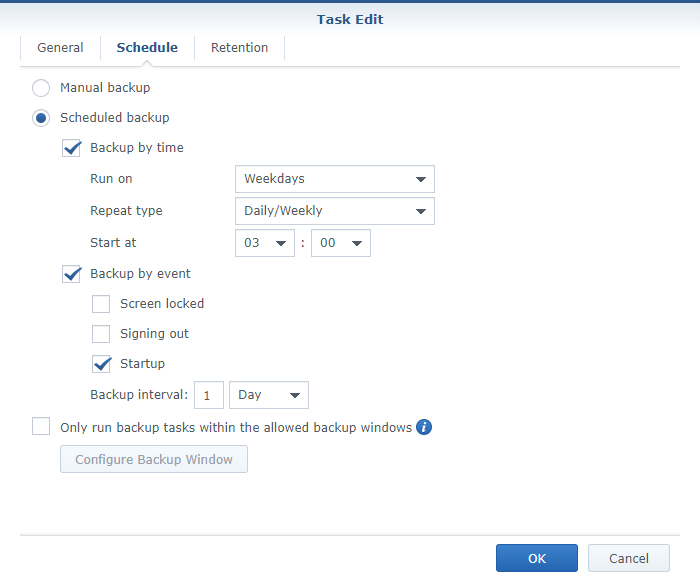 Task Edit
General Schedule Retention
Manual backup
Scheduled backup
Backup by time
Run on Weekdays
Repeat type Daily/Weekly
Start at 03 : 00
Backup by event
Screen locked
Signing out
Startup
Backup interval: 1 Day
Only run backup tasks within the allowed backup windows i
Configure Backup Window
OK Cancel